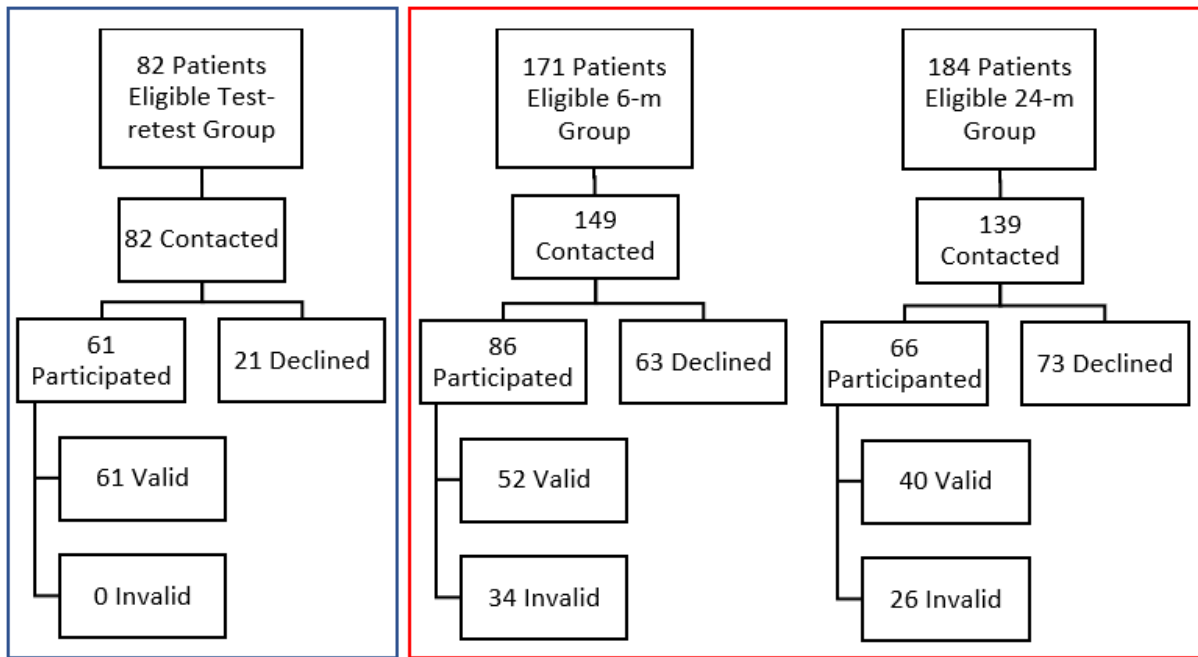 82 Patients
Eligible Test-
retest Group
82 Contacted
61
Participated
21 Declined
61 Valid
0 Invalid
171 Patients
Eligible 6-m
Group
149
Contacted
86
Participated
63 Declined
52 Valid
34 Invalid
184 Patients
Eligible 24-m
Group
139
Contacted
66
Participanted
73 Declined
40 Valid
26 Invalid